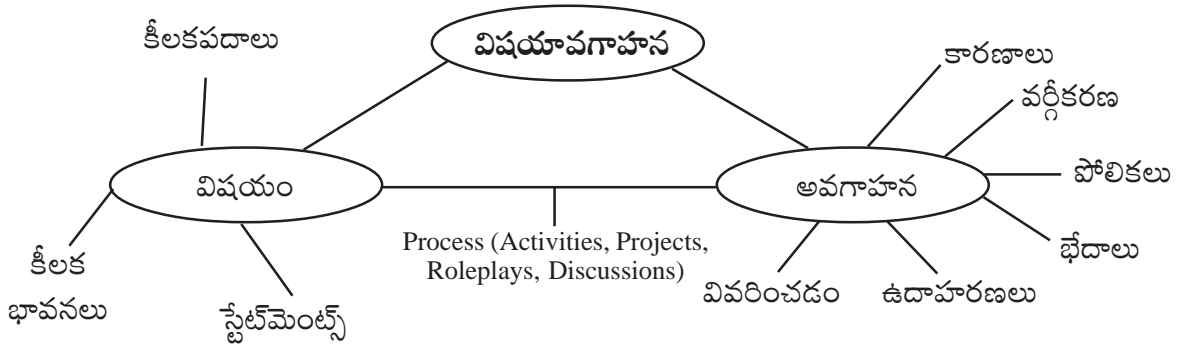 విషయావగాహన
కీలకపదాలు
కారణాలు
వర్గీకరణ
విషయం
అవగాహన
పోలికలు
Process (Activities, Projects,
Roleplays, Discussions)
భేదాలు
కీలక
భావనలు
స్టేట్‌మెంట్స్
వివరించడం
ఉదాహరణలు